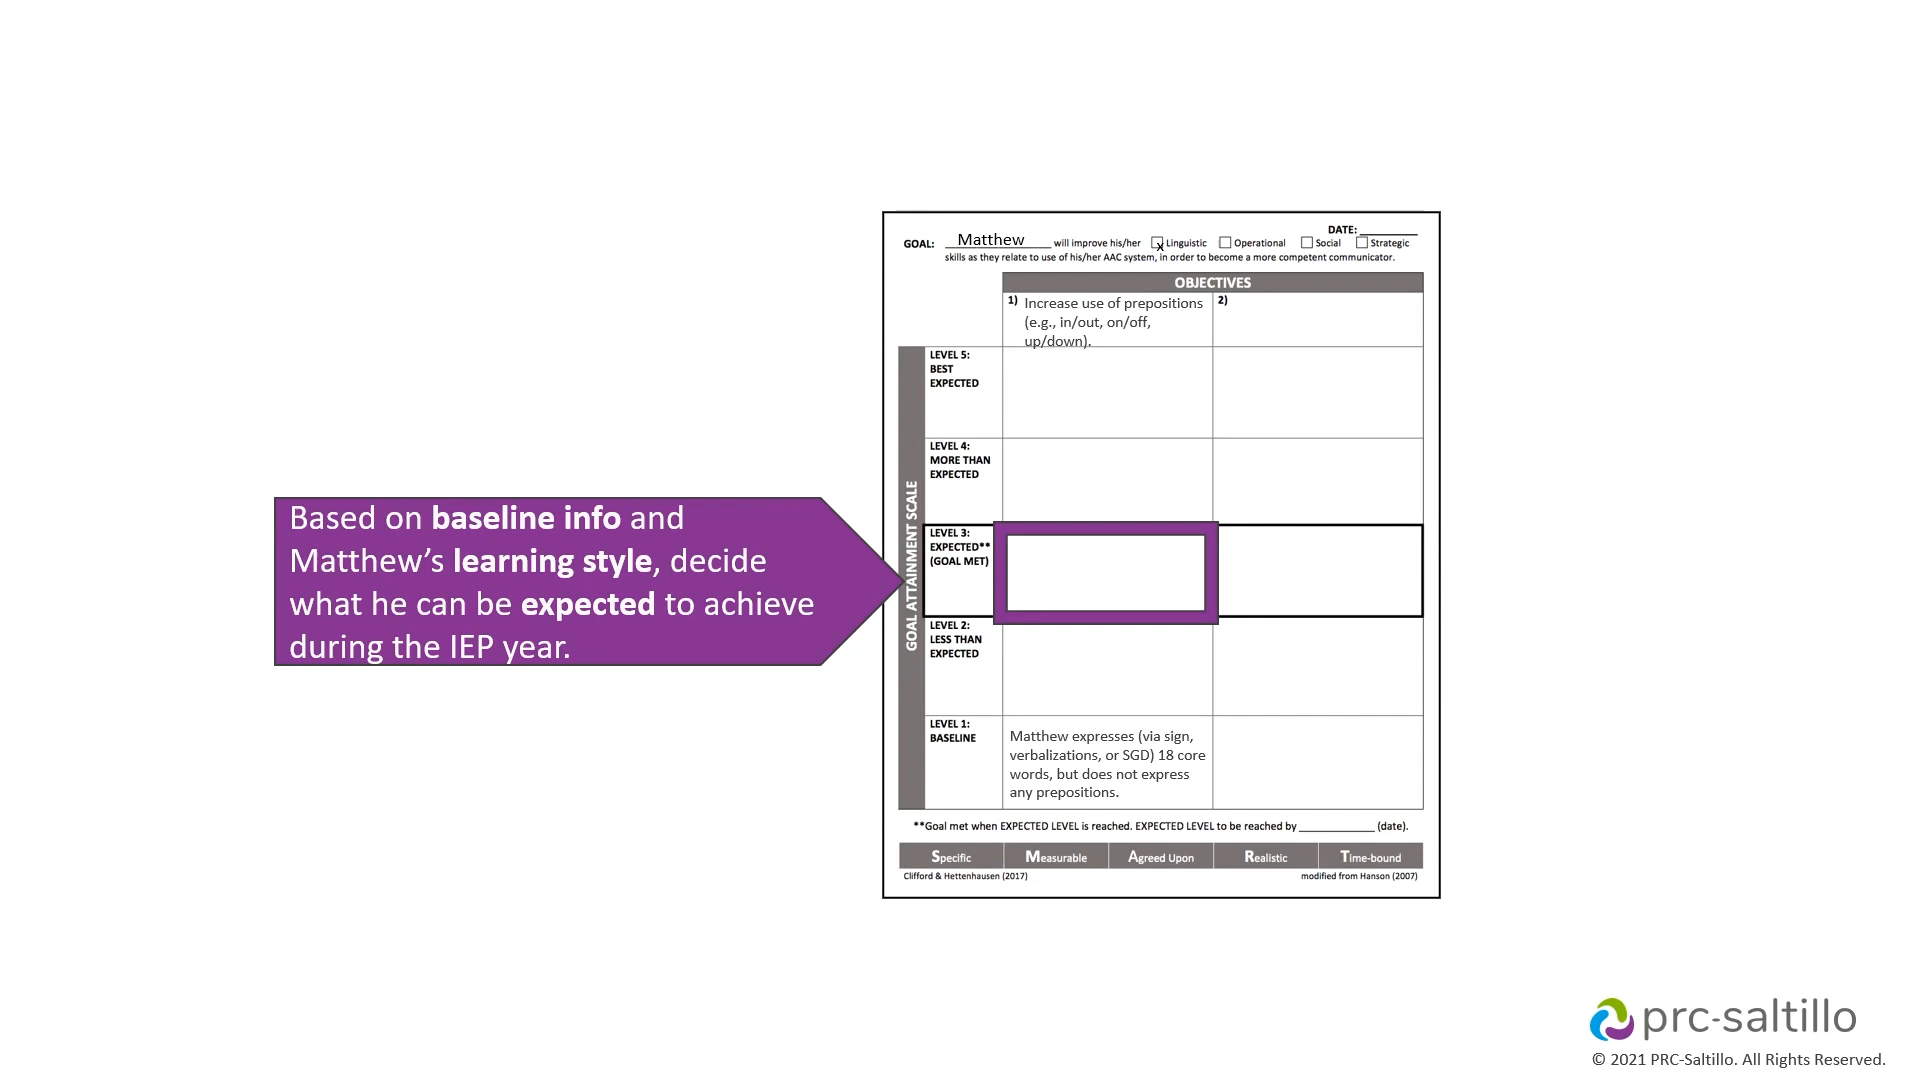 Based on baseline info and
Matthew's learning style, decide
what he can be expected to achieve
during the IEP year.
DATE: ________
GOAL: Matthew will improve his/her x Linguistic Operational Social Strategic
skills as they relate to use of his/her AAC system, in order to become a more competent communicator.
OBJECTIVES
1) Increase use of prepositions
(e.g., in/out, on/off,
up/down).
2)
GOAL ATTAINMENT SCALE
LEVEL 5:
BEST
EXPECTED
LEVEL 4:
MORE THAN
EXPECTED
LEVEL 3:
EXPECTED**
(GOAL MET)
LEVEL 2:
LESS THAN
EXPECTED
LEVEL 1:
BASELINE
Matthew expresses (via sign,
verbalizations, or SGD) 18 core
words, but does not express
any prepositions.
**Goal met when EXPECTED LEVEL is reached. EXPECTED LEVEL to be reached by ____________ (date).
Specific Measurable Agreed Upon Realistic Time-bound
Clifford & Hettenhausen (2017) modified from Hanson (2007)
prc-saltillo
© 2021 PRC-Saltillo. All Rights Reserved.